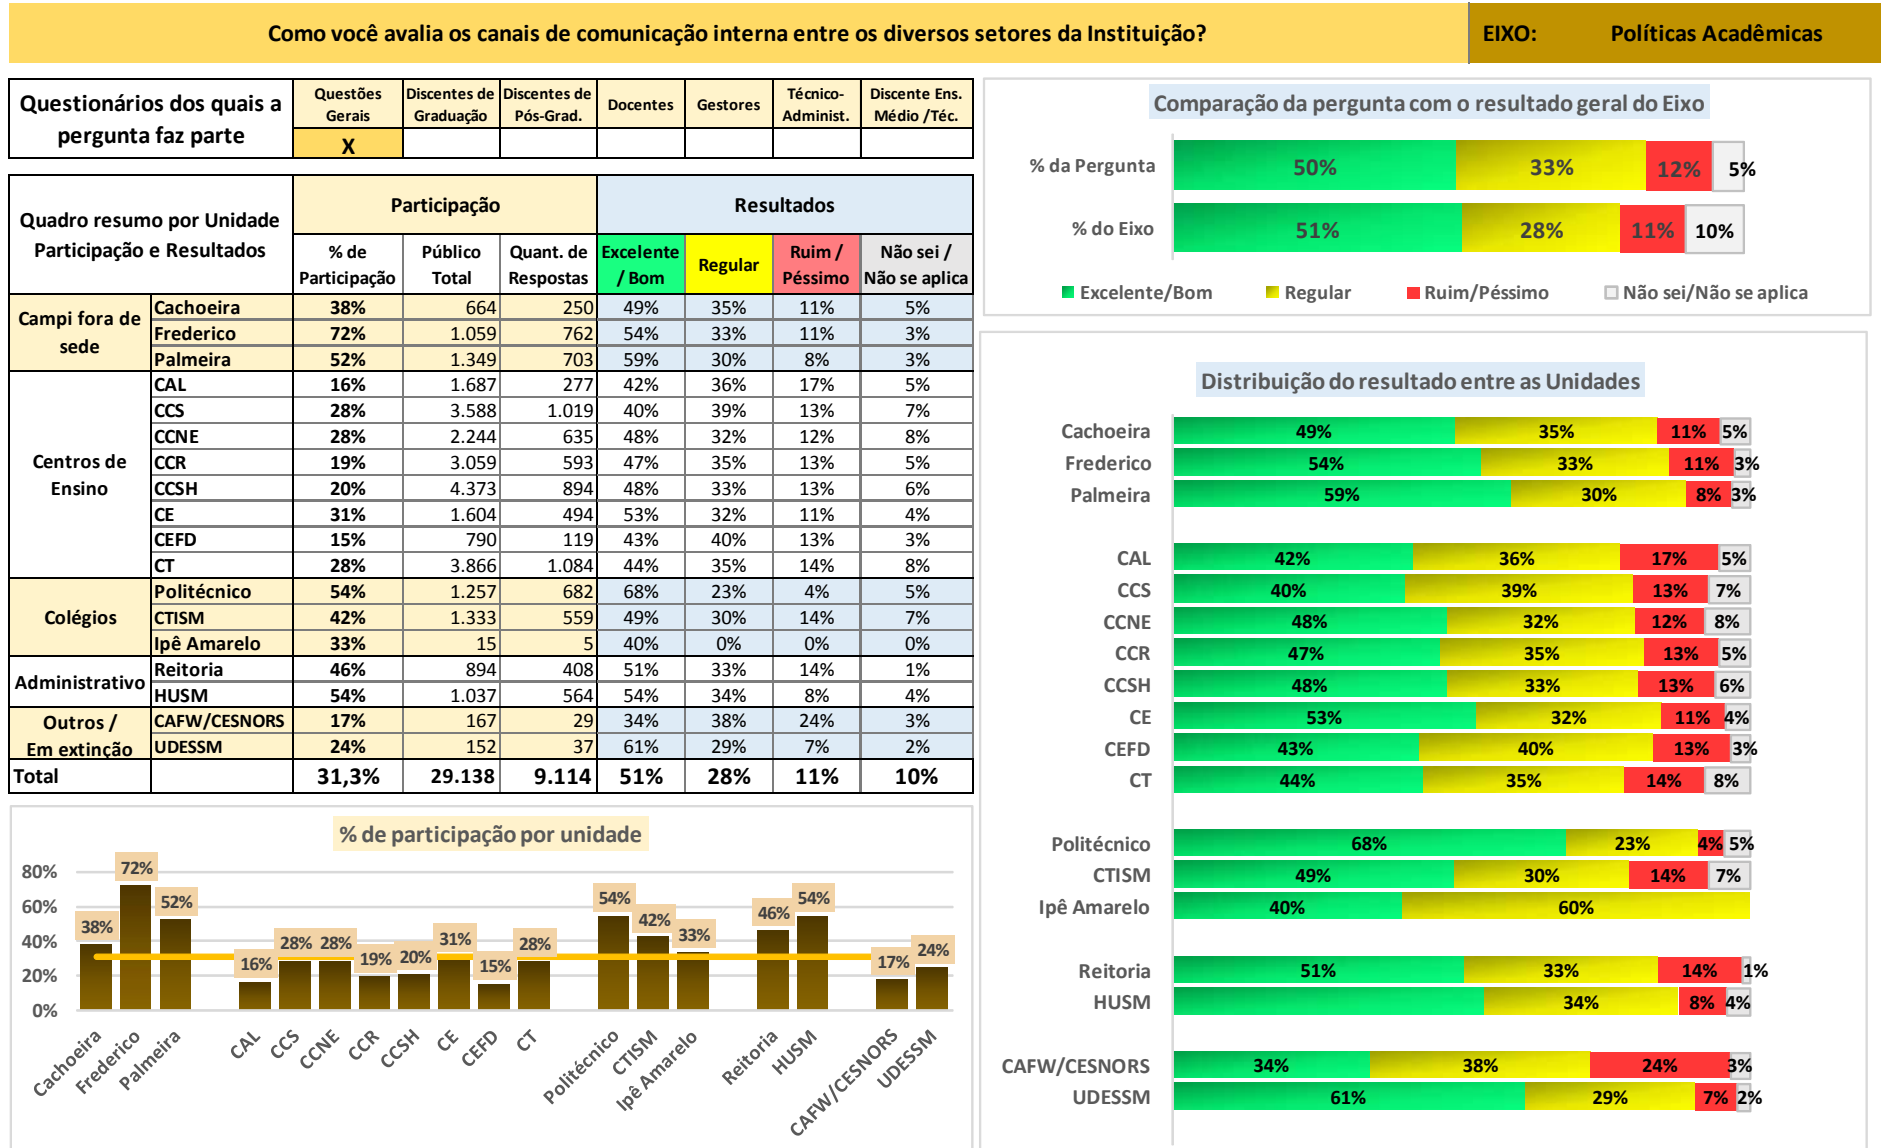 Como você avalia os canais de comunicação interna entre os diversos setores da Instituição?
EIXO: Políticas Acadêmicas
Questionários dos quais a pergunta faz parte
Questões Gerais
Discentes de Graduação
Discentes de Pós-Grad.
Docentes
Gestores
Técnico-Administ.
Discente Ens. Médio /Téc.
X
Quadro resumo por Unidade
Participação e Resultados
Participação
Resultados
% de Participação
Público Total
Quant. de Respostas
Excelente / Bom
Regular
Ruim / Péssimo
Não sei / Não se aplica
Campi fora de sede
Cachoeira 38% 664 250 49% 35% 11% 5%
Frederico 72% 1.059 762 54% 33% 11% 3%
Palmeira 52% 1.349 703 59% 30% 8% 3%
Centros de Ensino
CAL 16% 1.687 277 42% 36% 17% 5%
CCS 28% 3.588 1.019 40% 39% 13% 7%
CCNE 28% 2.244 635 48% 32% 12% 8%
CCR 19% 3.059 593 47% 35% 13% 5%
CCSH 20% 4.373 894 48% 33% 13% 6%
CE 31% 1.604 494 53% 32% 11% 4%
CEFD 15% 790 119 43% 40% 13% 3%
CT 28% 3.866 1.084 44% 35% 14% 8%
Colégios
Politécnico 54% 1.257 682 68% 23% 4% 5%
CTISM 42% 1.333 559 49% 30% 14% 7%
Ipê Amarelo 33% 15 5 40% 0% 0% 0%
Administrativo
Reitoria 46% 894 408 51% 33% 14% 1%
HUSM 54% 1.037 564 54% 34% 8% 4%
Outros / Em extinção
CAFW/CESNORS 17% 167 29 34% 38% 24% 3%
UDESSM 24% 152 37 61% 29% 7% 2%
Total 31,3% 29.138 9.114 51% 28% 11% 10%
% de participação por unidade
80%
60%
40%
20%
0%
38% 72% 52% 16% 28% 28% 19% 20% 31% 15% 28% 54% 42% 33% 46% 54% 17% 24%
Cachoeira Frederico Palmeira CAL CCS CCNE CCR CCSH CE CEFD CT Politécnico CTISM Ipê Amarelo Reitoria HUSM CAFW/CESNORS UDESSM
Comparação da pergunta com o resultado geral do Eixo
% da Pergunta 50% 33% 12% 5%
% do Eixo 51% 28% 11% 10%
Excelente/Bom Regular Ruim/Péssimo Não sei/Não se aplica
Distribuição do resultado entre as Unidades
Cachoeira 49% 35% 11% 5%
Frederico 54% 33% 11% 3%
Palmeira 59% 30% 8% 3%
CAL 42% 36% 17% 5%
CCS 40% 39% 13% 7%
CCNE 48% 32% 12% 8%
CCR 47% 35% 13% 5%
CCSH 48% 33% 13% 6%
CE 53% 32% 11% 4%
CEFD 43% 40% 13% 3%
CT 44% 35% 14% 8%
Politécnico 68% 23% 4% 5%
CTISM 49% 30% 14% 7%
Ipê Amarelo 40% 60%
Reitoria 51% 33% 14% 1%
HUSM 34% 8% 4%
CAFW/CESNORS 34% 38% 24% 3%
UDESSM 61% 29% 7% 2%